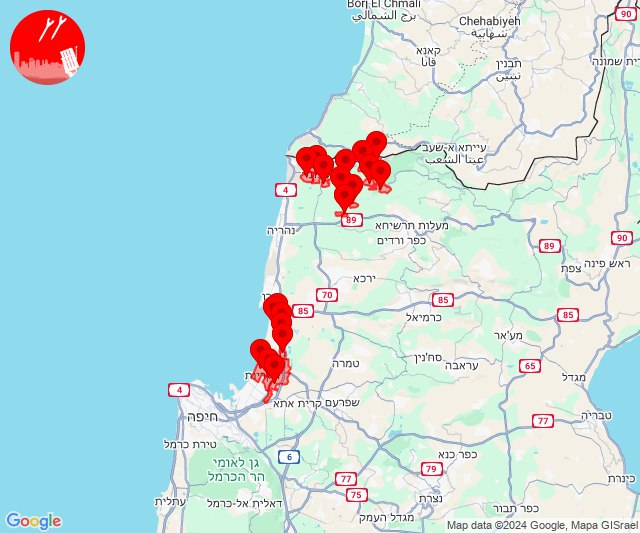 Borj El Chmali
برج الشمالي
Chehabiyeh
شهابية
90
קאנא
قانا
תבנין
تبنين
קרית שמונה
עייתא א-שעב
عيتا الشعب
4
נהריה
89
מעלות תרשיחא
כפר ורדים
90
89
ראש פינה
צפת
ירכא
70
85
85
כרמיאל
85
מע'אר
סח'נין
טמרה
עראבה
65
מגדל
4
חיפה
קרית אתא
שפרעם
77
טבריה
טירת כרמל
6
גן לאומי
הר הכרמל
כפר כנא
79
77
75
נצרת
כינרת
עתלית
דאלית אל-כרמל
מגדל העמק
כפר תבור
Google
Map data ©2024 Google, Mapa GISrael